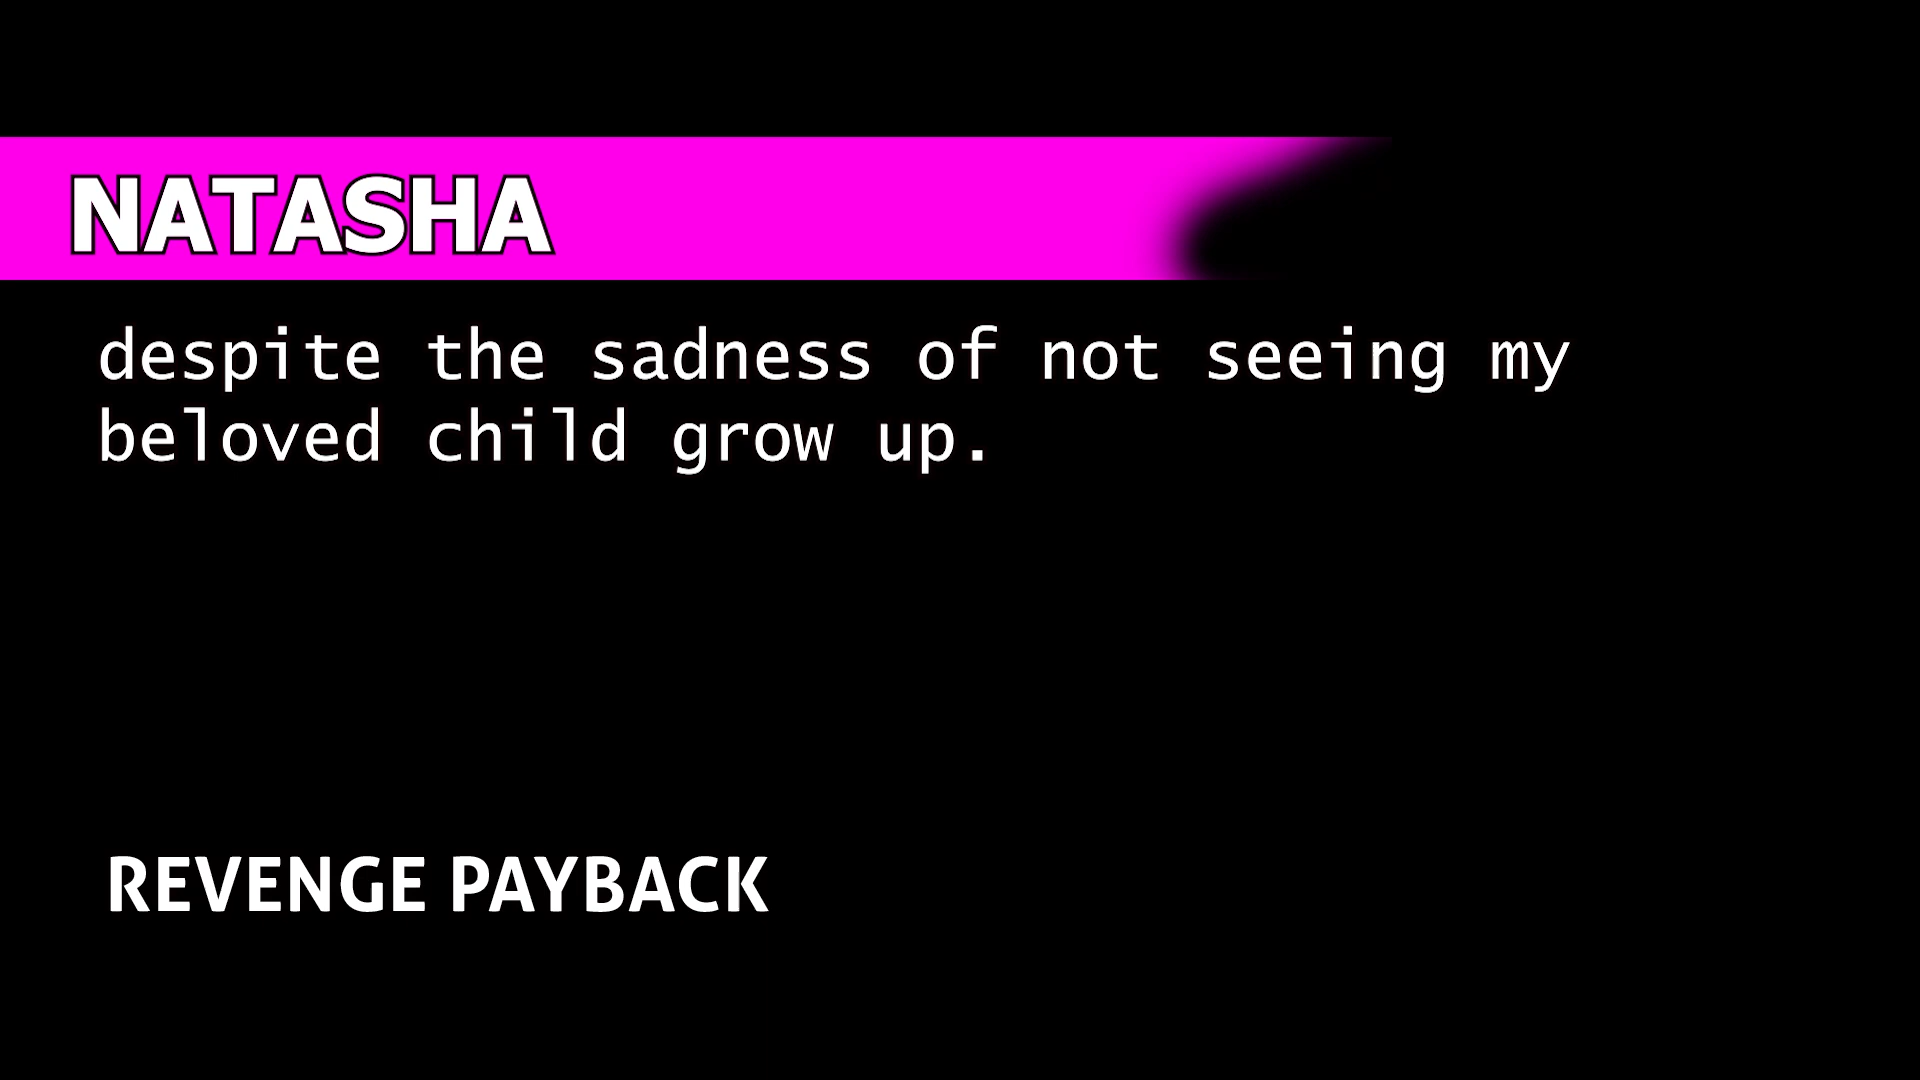 NATASHA
despite the sadness of not seeing my
beloved child grow up.
REVENGE PAYBACK